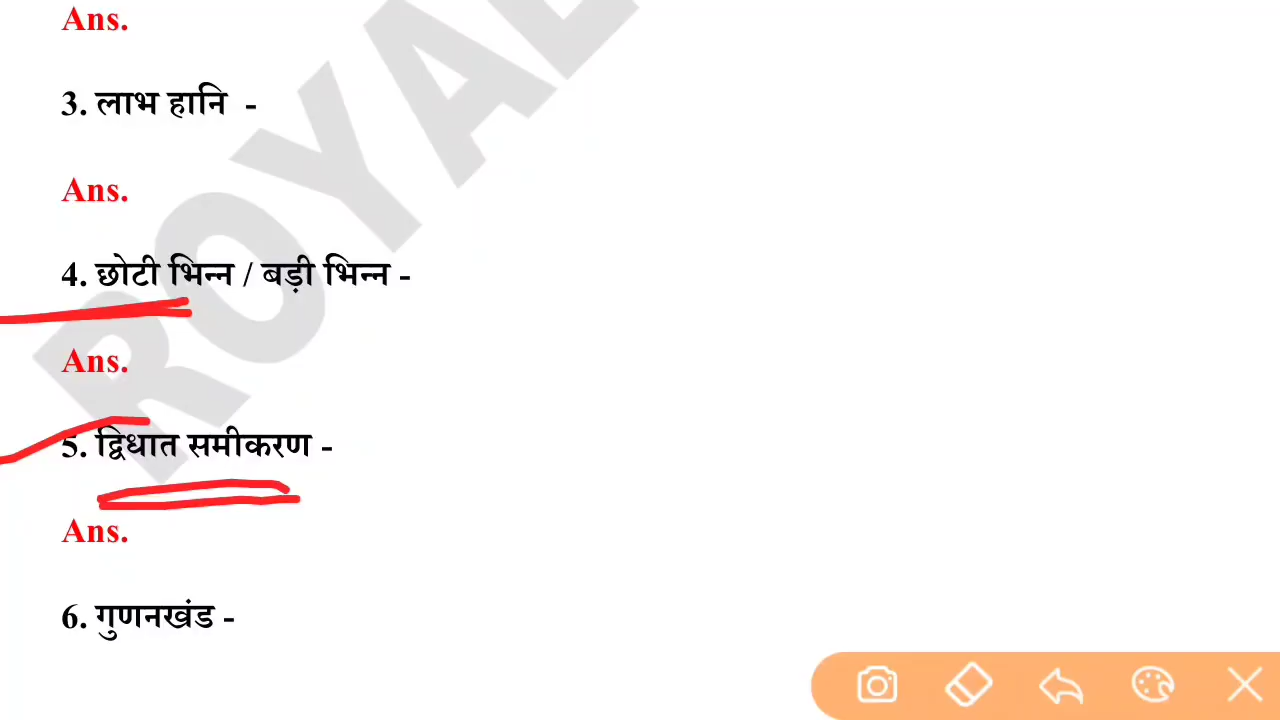 Ans.
3. लाभ हानि -
Ans.
4. छोटी भिन्न / बड़ी भिन्न -
Ans.
5. द्विधात समीकरण -
Ans.
6. गुणनखंड -
ROYAL